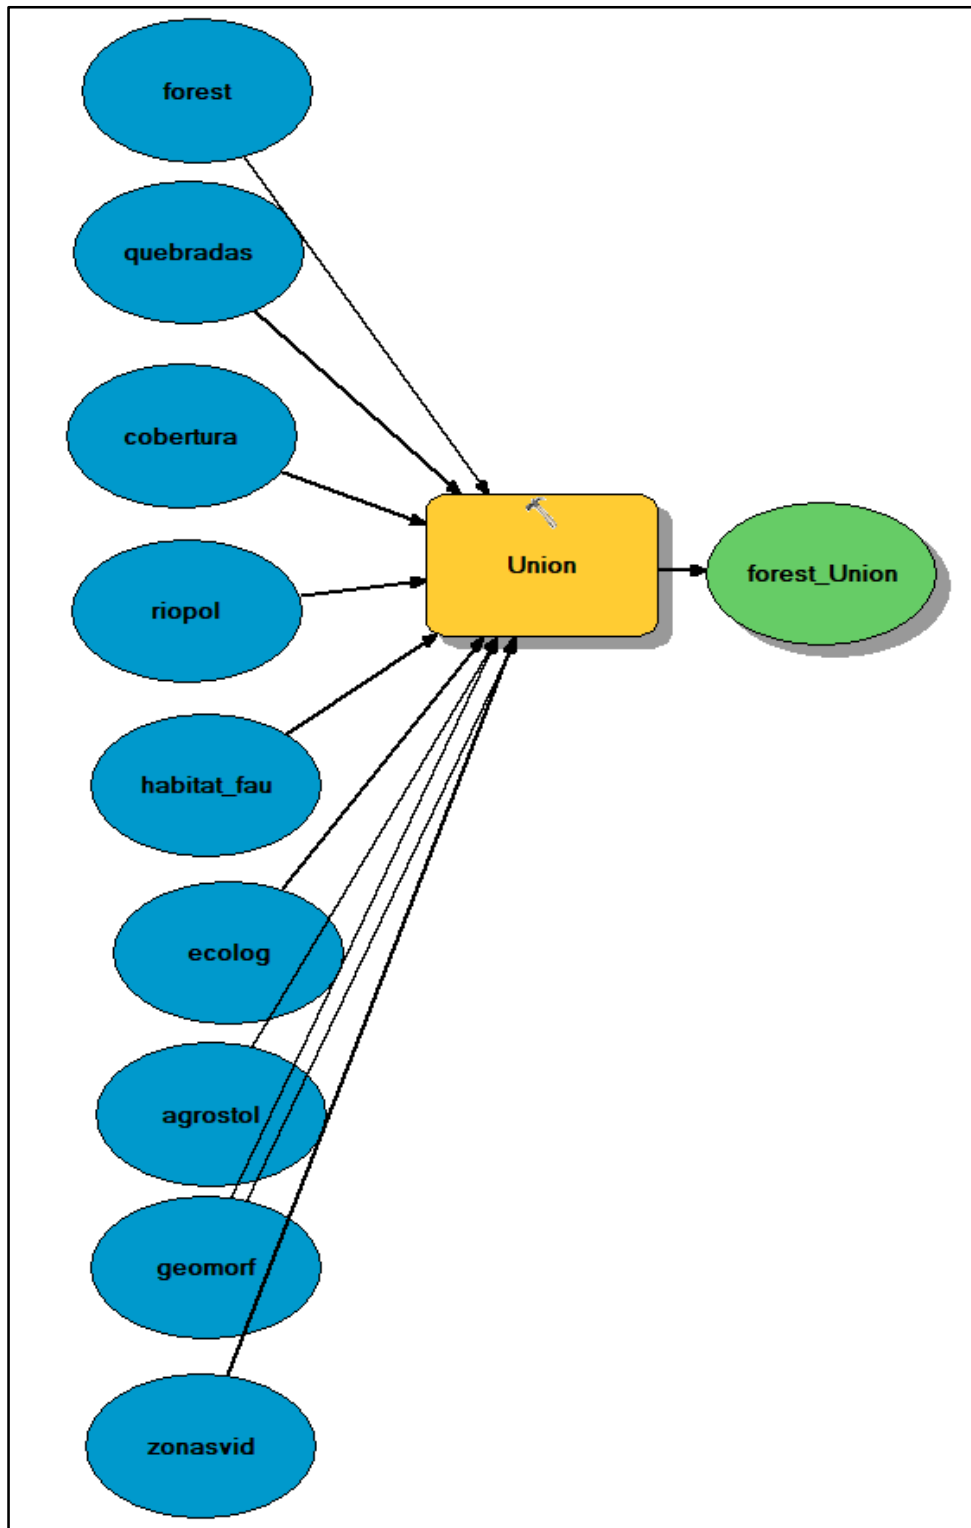 forest
quebradas
cobertura
riopol
habitat_fau
ecolog
agrostol
geomorf
zonasvid
Union
forest_Union